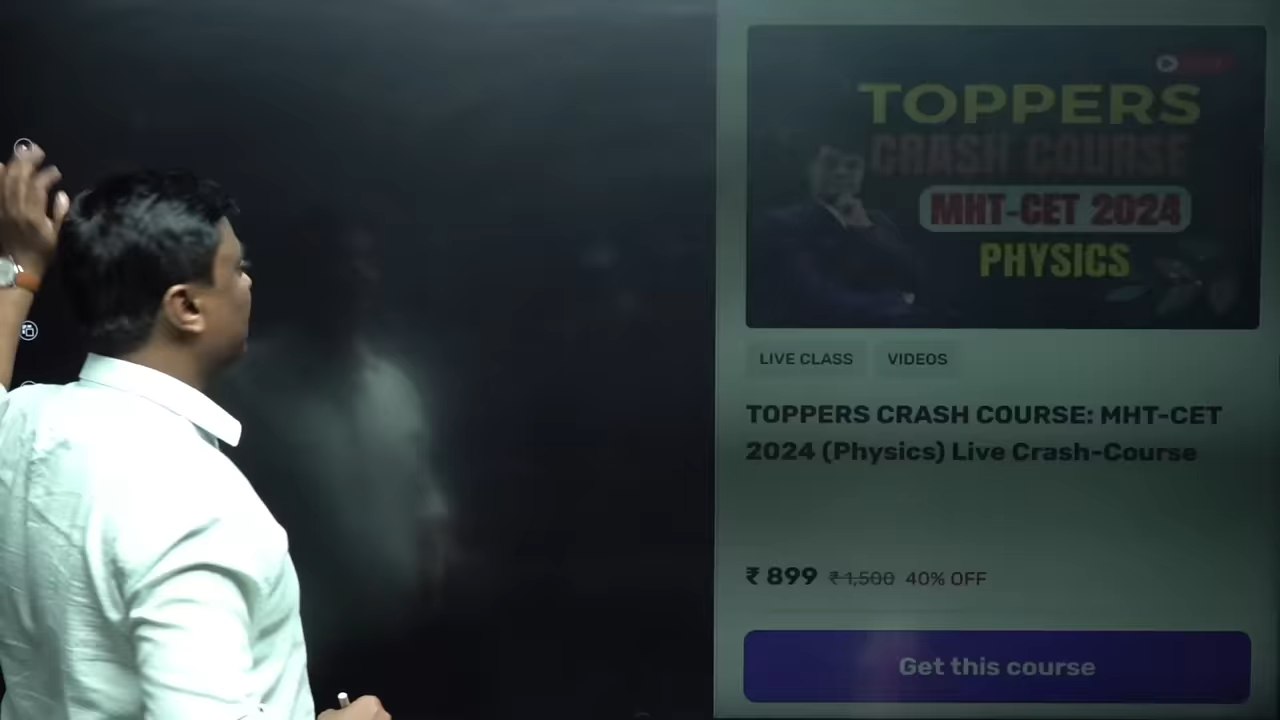 TOPPERS
CRASH COURSE
MHT-CET 2024
PHYSICS
LIVE CLASS VIDEOS
TOPPERS CRASH COURSE: MHT-CET
2024 (Physics) Live Crash-Course
₹ 899 ₹ 1,500 40% OFF
Get this course